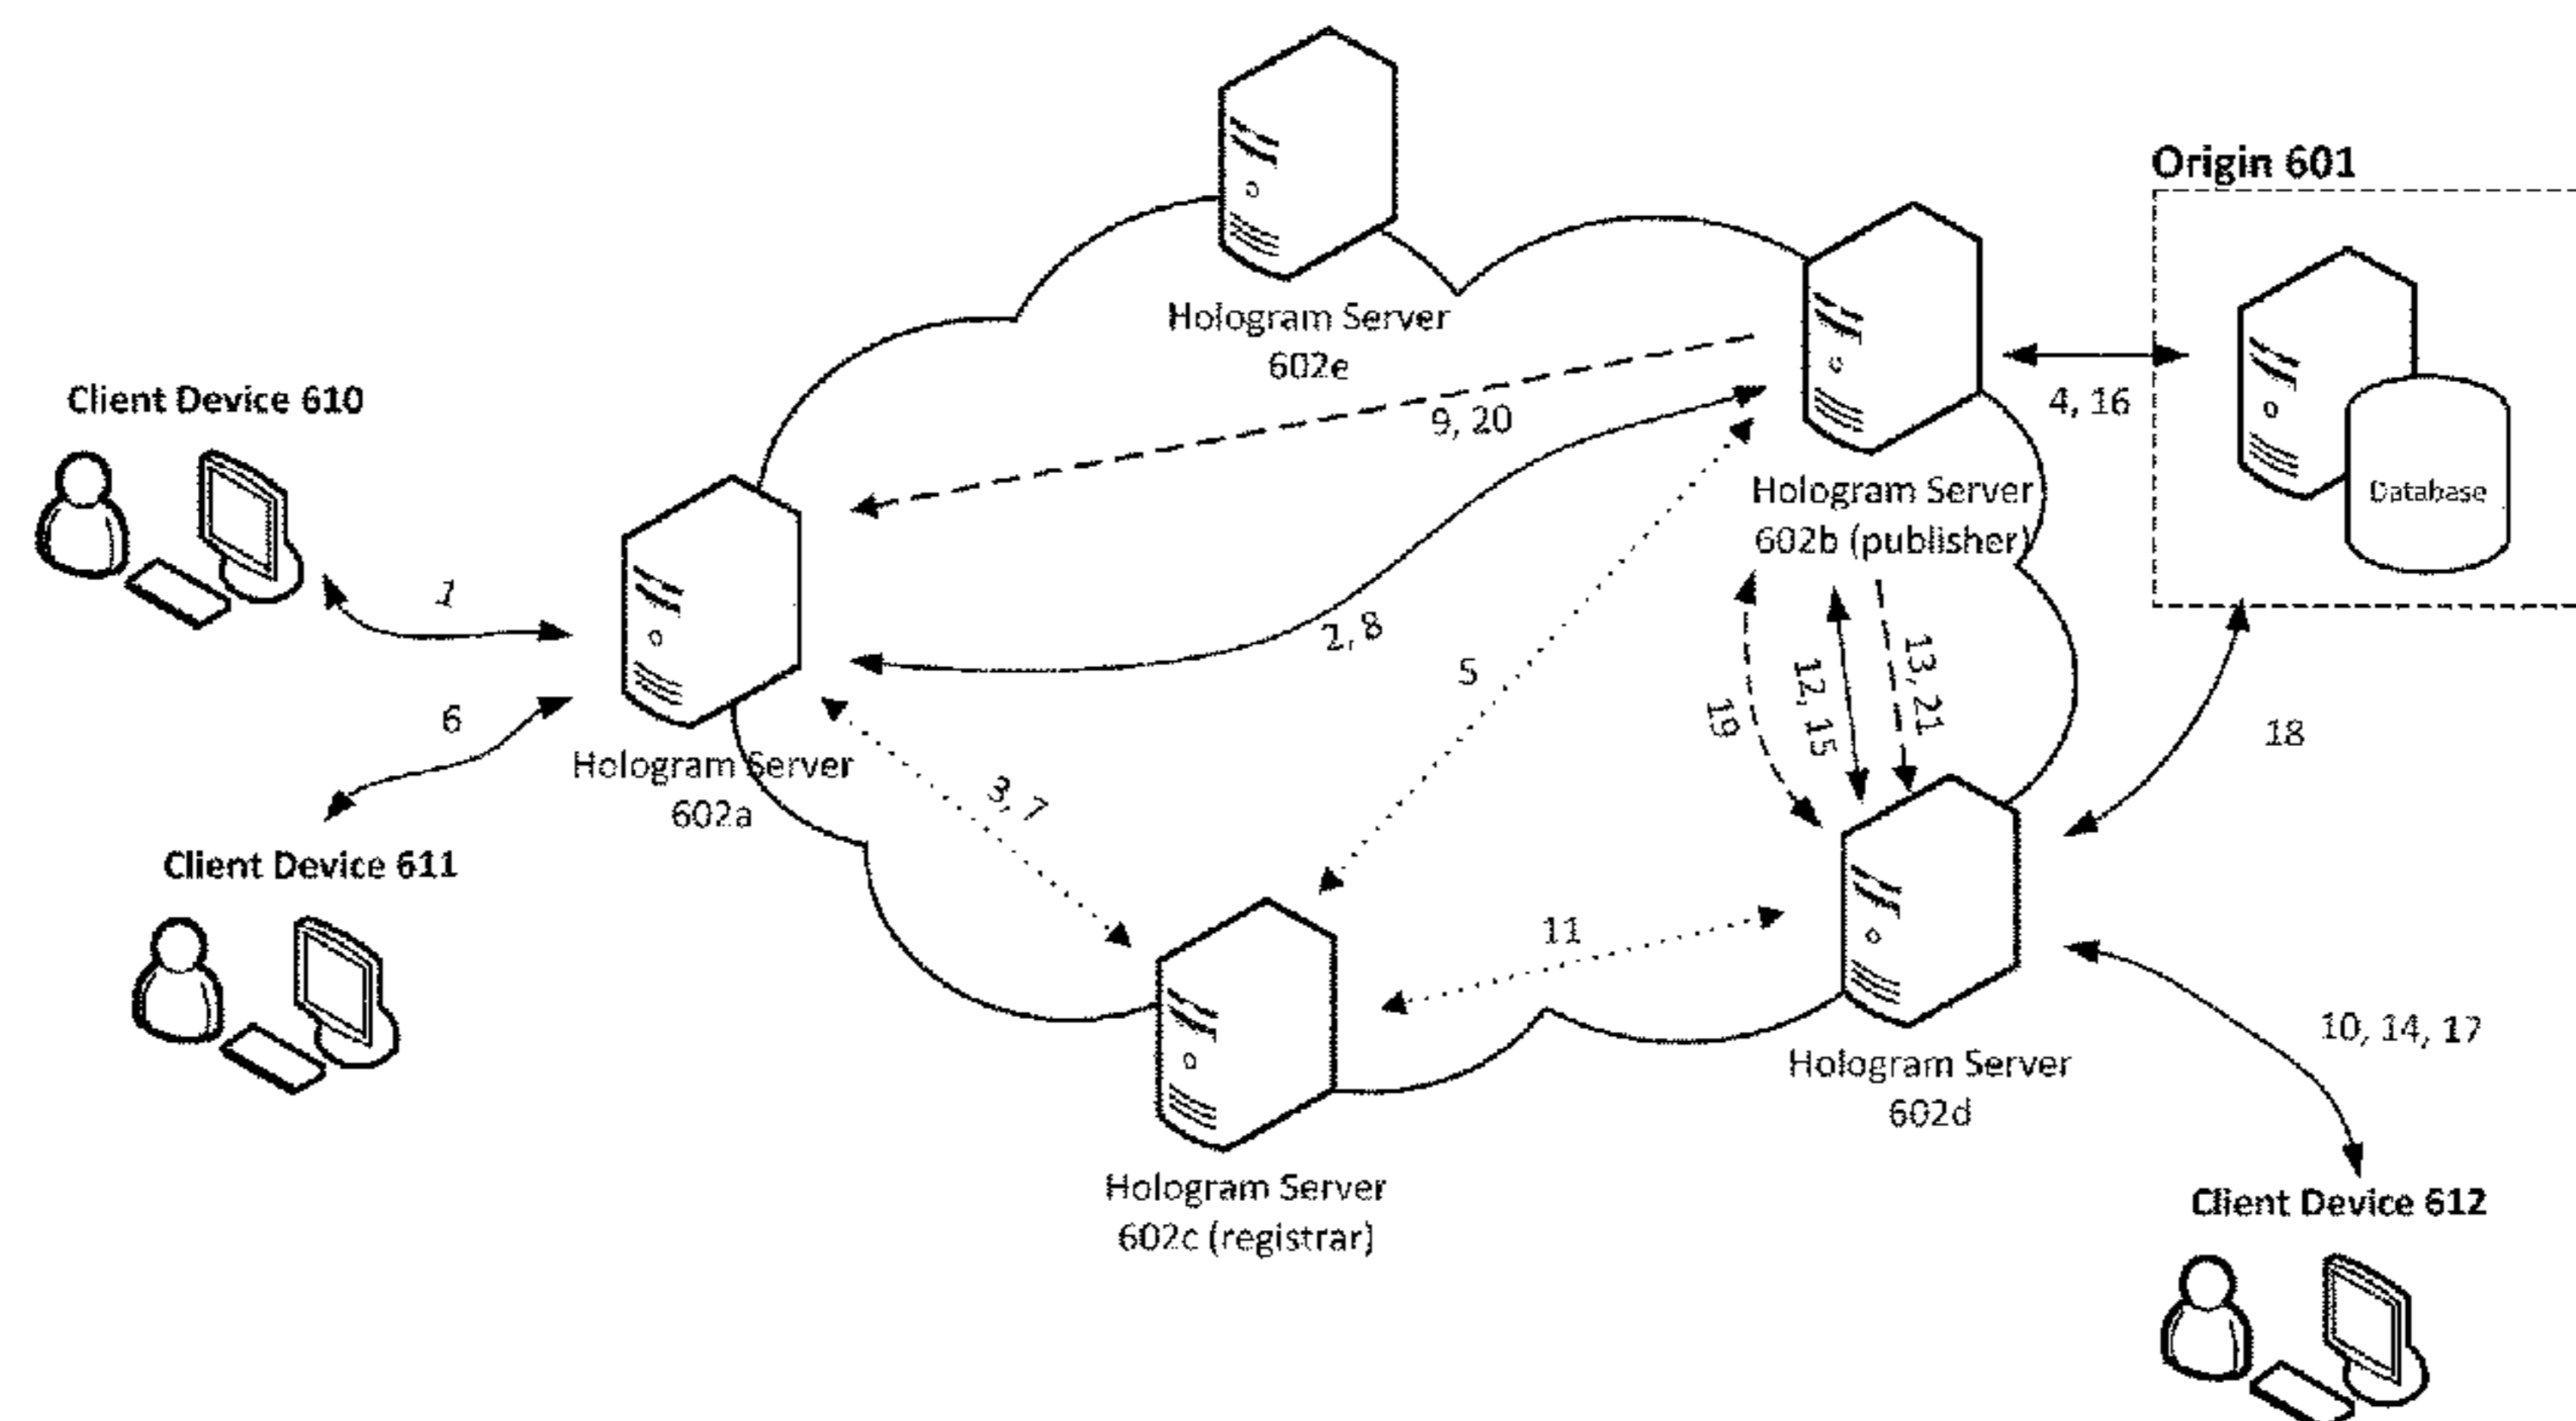 Origin 601
Hologram Server
602e
Client Device 610
9, 20
4, 16
Hologram Server
602b (publisher)
Database
1
2, 8
5
19
12, 15
13, 21
18
6
Hologram Server
602a
3, 7
Client Device 611
11
10, 14, 17
Hologram Server
602d
Hologram Server
602c (registrar)
Client Device 612